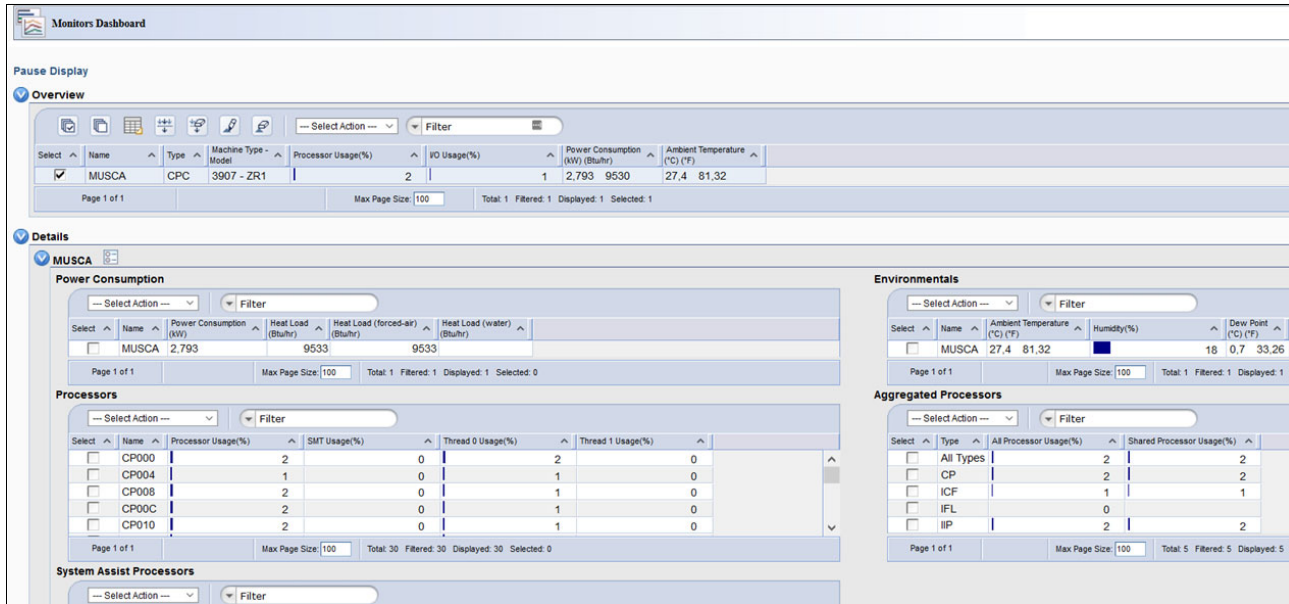 Monitors Dashboard
Pause Display
Overview
--- Select Action --- Filter
Select Name Type Machine Type - Model Processor Usage(%) I/O Usage(%) Power Consumption (kW) (Btu/hr) Ambient Temperature (°C) (°F)
MUSCA CPC 3907 - ZR1 2 1 2,793 9530 27,4 81,32
Page 1 of 1 Max Page Size: 100 Total: 1 Filtered: 1 Displayed: 1 Selected: 1
Details
MUSCA
Power Consumption
--- Select Action --- Filter
Select Name Power Consumption (kW) Heat Load (Btu/hr) Heat Load (forced-air) (Btu/hr) Heat Load (water) (Btu/hr)
MUSCA 2,793 9533 9533
Page 1 of 1 Max Page Size: 100 Total: 1 Filtered: 1 Displayed: 1 Selected: 0
Environmentals
--- Select Action --- Filter
Select Name Ambient Temperature (°C) (°F) Humidity(%) Dew Point (°C) (°F)
MUSCA 27,4 81,32 18 0,7 33,26
Page 1 of 1 Max Page Size: 100 Total: 1 Filtered: 1 Displayed: 1
Processors
--- Select Action --- Filter
Select Name Processor Usage(%) SMT Usage(%) Thread 0 Usage(%) Thread 1 Usage(%)
CP000 2 0 2 0
CP004 1 0 1 0
CP008 2 0 1 0
CP00C 2 0 1 0
CP010 2 0 1 0
Page 1 of 1 Max Page Size: 100 Total: 30 Filtered: 30 Displayed: 30 Selected: 0
Aggregated Processors
--- Select Action --- Filter
Select Type All Processor Usage(%) Shared Processor Usage(%)
All Types 2 2
CP 2 2
ICF 1 1
IFL 0
IIP 2 2
Page 1 of 1 Max Page Size: 100 Total: 5 Filtered: 5 Displayed: 5
System Assist Processors
--- Select Action --- Filter